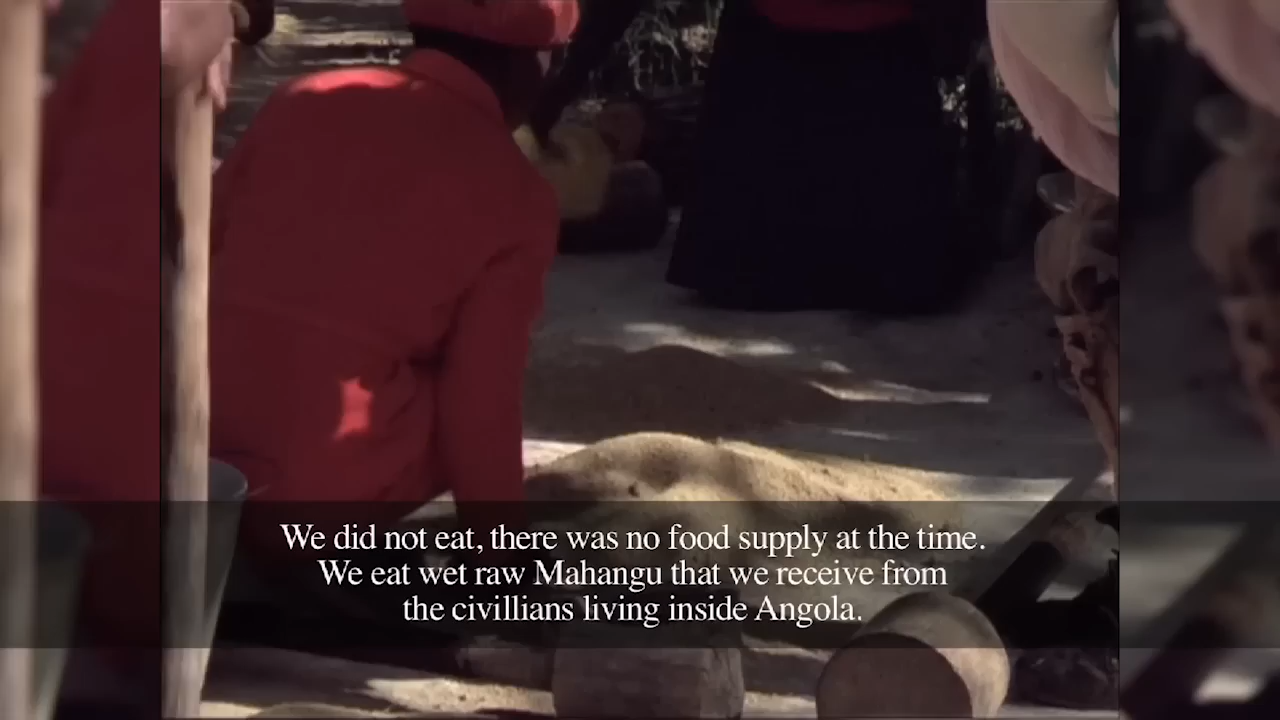 We did not eat, there was no food supply at the time.
We eat wet raw Mahangu that we receive from
the civillians living inside Angola.